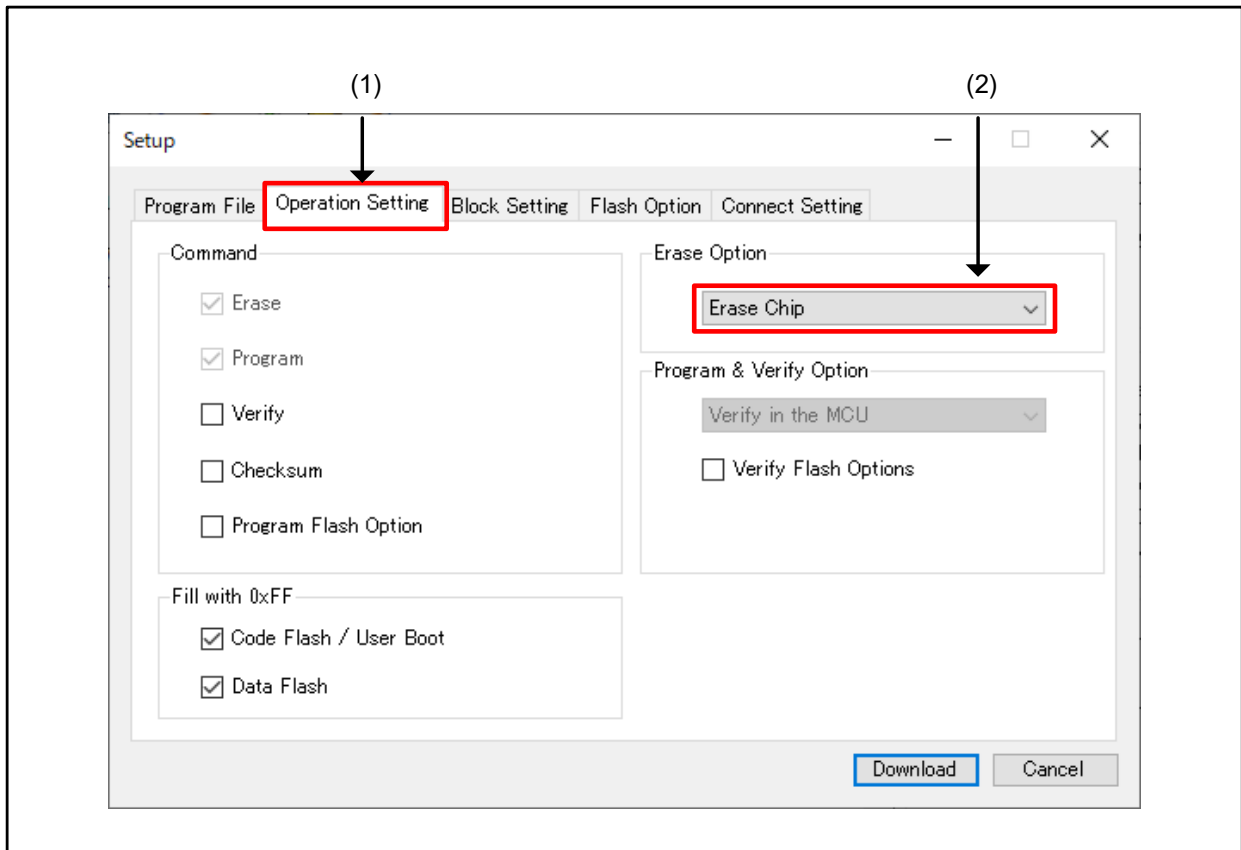 (1)
(2)
Setup
Program File Operation Setting Block Setting Flash Option Connect Setting
Command
Erase
Program
Verify
Checksum
Program Flash Option
Erase Option
Erase Chip
Program & Verify Option
Verify in the MCU
Verify Flash Options
Fill with 0xFF
Code Flash / User Boot
Data Flash
Download
Cancel